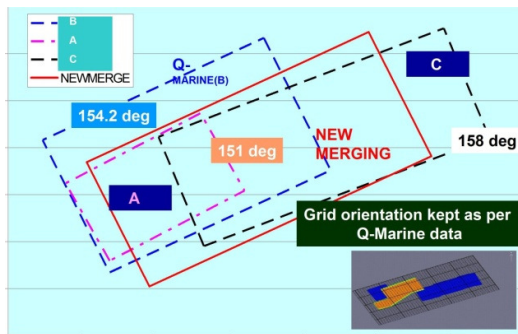 B
A
C
NEWMERGE
Q-
MARINE(B)
C
154.2 deg
151 deg
NEW
MERGING
158 deg
A
Grid orientation kept as per
Q-Marine data